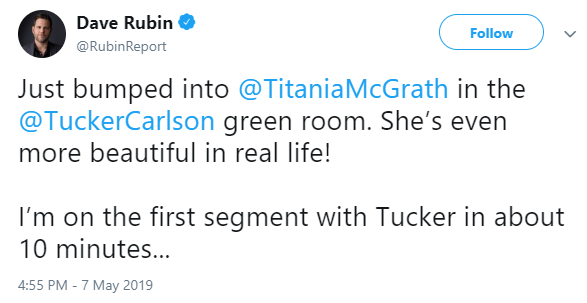 Dave Rubin
@RubinReport
Follow
Just bumped into @TitaniaMcGrath in the
@TuckerCarlson green room. She's even
more beautiful in real life!
I'm on the first segment with Tucker in about
10 minutes...
4:55 PM - 7 May 2019